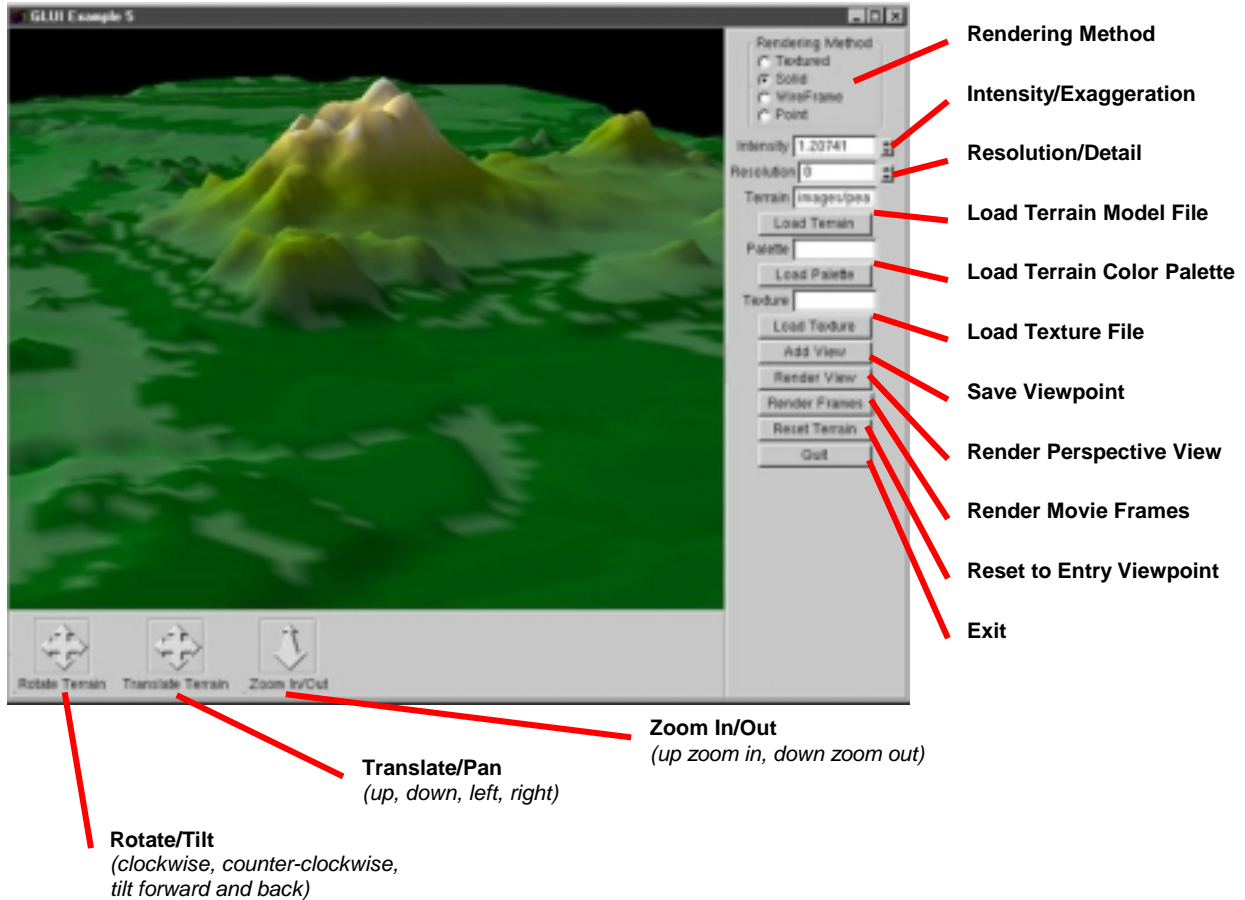 GLUI Example 5
Rendering Method
Textured
Solid
WireFrame
Point
Intensity 1.20741
Resolution 0
Terrain images/pea
Load Terrain
Palette
Load Palette
Texture
Load Texture
Add View
Render View
Render Frames
Reset Terrain
Quit
Rotate Terrain
Translate Terrain
Zoom In/Out
Rendering Method
Intensity/Exaggeration
Resolution/Detail
Load Terrain Model File
Load Terrain Color Palette
Load Texture File
Save Viewpoint
Render Perspective View
Render Movie Frames
Reset to Entry Viewpoint
Exit
Zoom In/Out
(up zoom in, down zoom out)
Translate/Pan
(up, down, left, right)
Rotate/Tilt
(clockwise, counter-clockwise,
tilt forward and back)